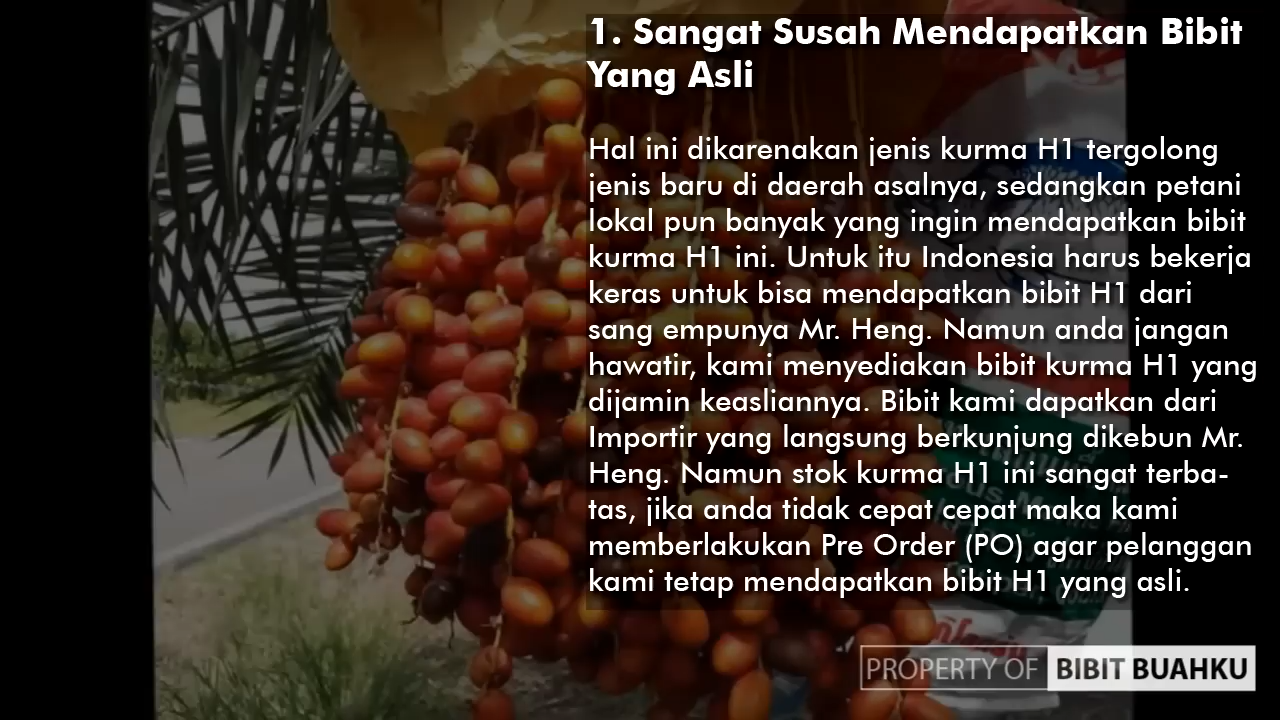 1. Sangat Susah Mendapatkan Bibit
Yang Asli
Hal ini dikarenakan jenis kurma H1 tergolong
jenis baru di daerah asalnya, sedangkan petani
lokal pun banyak yang ingin mendapatkan bibit
kurma H1 ini. Untuk itu Indonesia harus bekerja
keras untuk bisa mendapatkan bibit H1 dari
sang empunya Mr. Heng. Namun anda jangan
hawatir, kami menyediakan bibit kurma H1 yang
dijamin keasliannya. Bibit kami dapatkan dari
Importir yang langsung berkunjung dikebun Mr.
Heng. Namun stok kurma H1 ini sangat terba-
tas, jika anda tidak cepat cepat maka kami
memberlakukan Pre Order (PO) agar pelanggan
kami tetap mendapatkan bibit H1 yang asli.
PROPERTY OF BIBIT BUAHKU